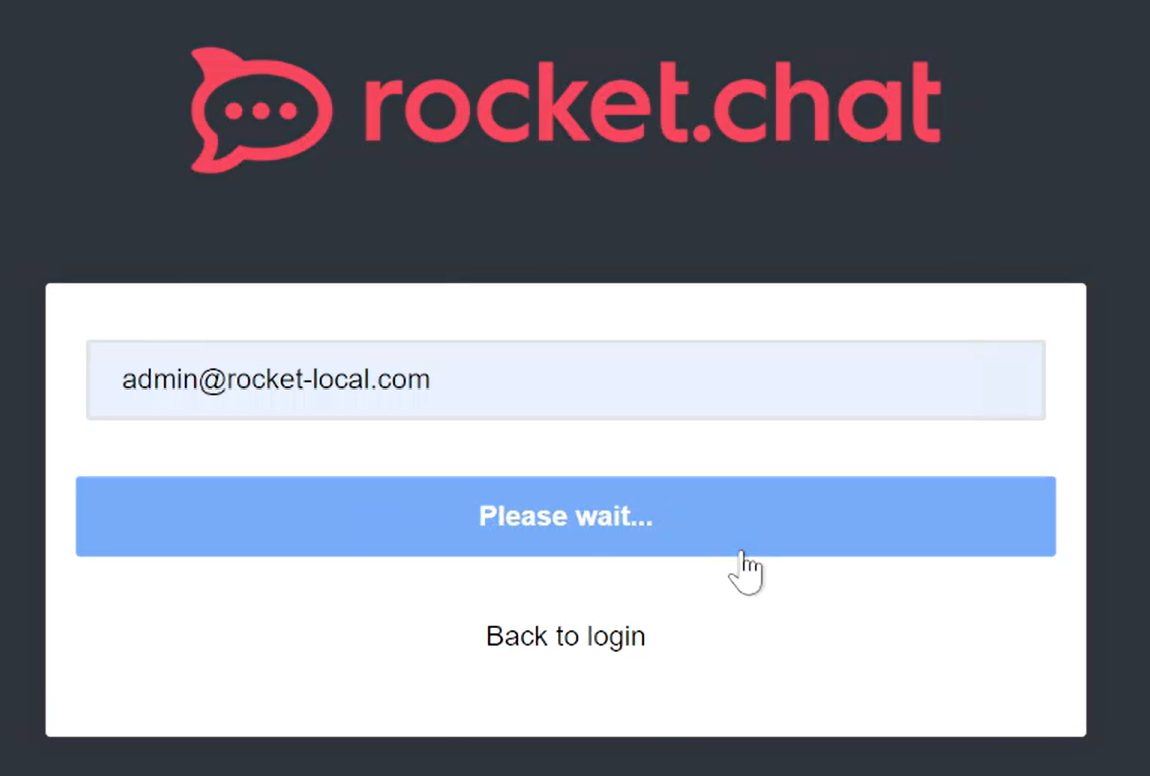 rocket.chat
admin@rocket-local.com
Please wait...
Back to login